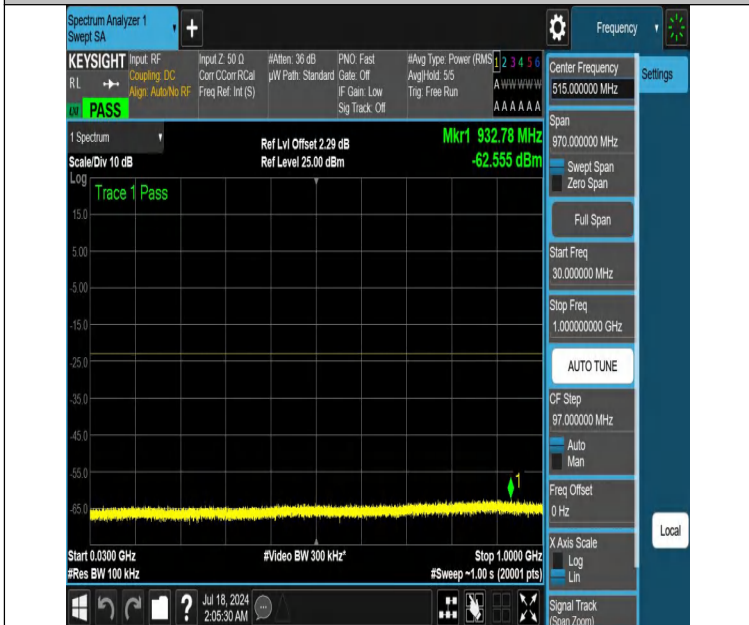 Spectrum Analyzer 1
Swept SA
Frequency
KEYSIGHT
RL
PASS
Input: RF
Coupling: DC
Align: Auto/No RF
Input Z: 50 Ω
Corr CCorr RCal
Freq Ref: Int (S)
#Atten: 36 dB
µW Path: Standard
PNO: Fast
Gate: Off
IF Gain: Low
Sig Track: Off
#Avg Type: Power (RMS
Avg|Hold: 5/5
Trig: Free Run
1 2 3 4 5 6
A W W W W W
A A A A A A
1 Spectrum
Scale/Div 10 dB
Ref Lvl Offset 2.29 dB
Ref Level 25.00 dBm
Mkr1 932.78 MHz
-62.555 dBm
Log
Trace 1 Pass
15.0
5.00
-5.00
-15.0
-25.0
-35.0
-45.0
-55.0
-65.0
1
Start 0.0300 GHz
#Res BW 100 kHz
#Video BW 300 kHz*
Stop 1.0000 GHz
#Sweep ~1.00 s (20001 pts)
Jul 18, 2024
2:05:30 AM
Center Frequency
515.000000 MHz
Settings
Span
970.000000 MHz
Swept Span
Zero Span
Full Span
Start Freq
30.000000 MHz
Stop Freq
1.000000000 GHz
AUTO TUNE
CF Step
97.000000 MHz
Auto
Man
Freq Offset
0 Hz
X Axis Scale
Log
Lin
Local
Signal Track
(Span Zoom)